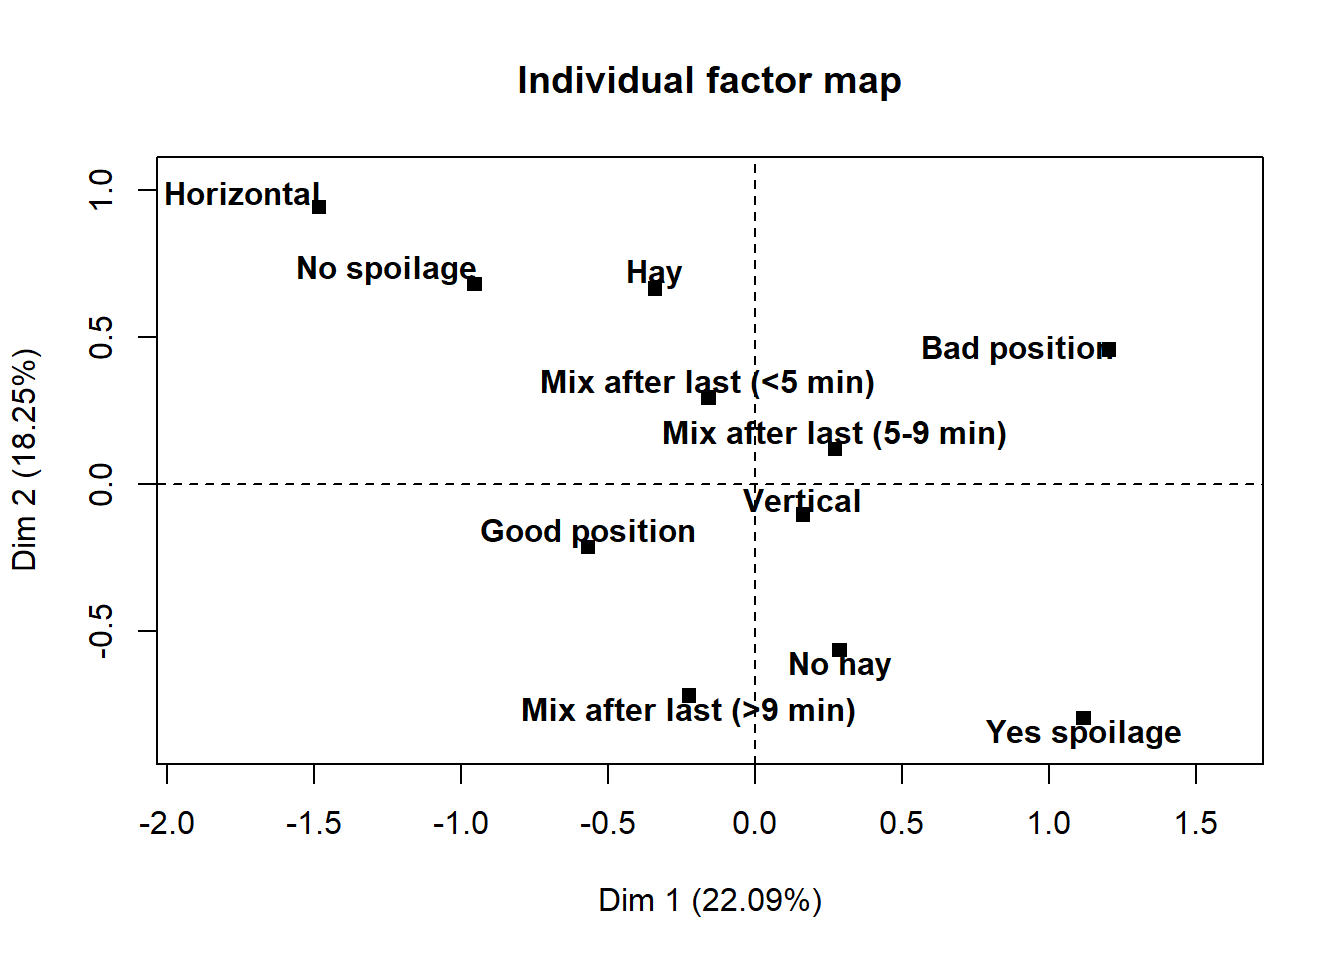 Individual factor map
Horizontal
No spoilage
Hay
Bad position
Mix after last (<5 min)
Mix after last (5-9 min)
Vertical
Good position
No hay
Mix after last (>9 min)
Yes spoilage
1.0
0.5
0.0
-0.5
Dim 2 (18.25%)
-2.0 -1.5 -1.0 -0.5 0.0 0.5 1.0 1.5
Dim 1 (22.09%)